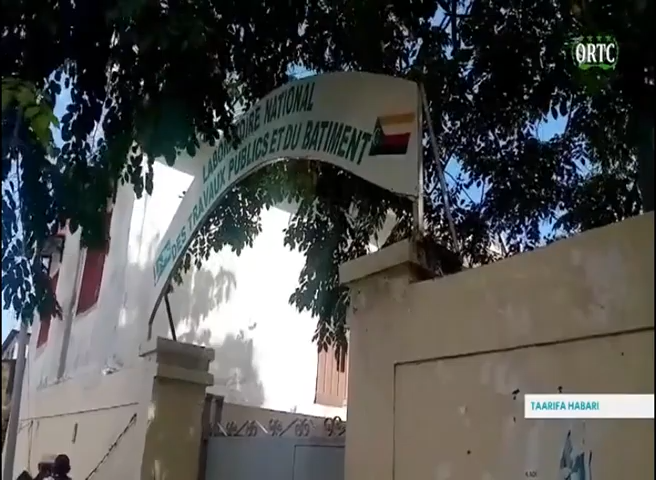 ORTC
LABORATOIRE NATIONAL
DES TRAVAUX PUBLICS ET DU BATIMENT
TAARIFA HABARI